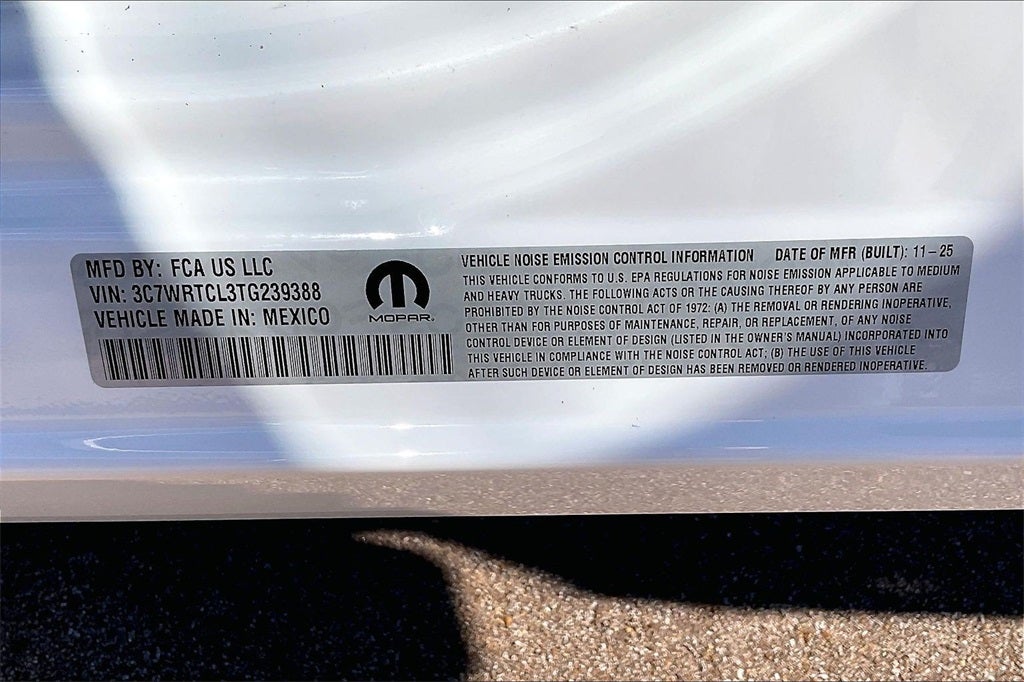 MFD BY: FCA US LLC
VIN: 3C7WRTCL3TG239388
VEHICLE MADE IN: MEXICO
MOPAR.
VEHICLE NOISE EMISSION CONTROL INFORMATION DATE OF MFR (BUILT): 11-25
THIS VEHICLE CONFORMS TO U.S. EPA REGULATIONS FOR NOISE EMISSION APPLICABLE TO MEDIUM
AND HEAVY TRUCKS. THE FOLLOWING ACTS OR THE CAUSING THEREOF BY ANY PERSON ARE
PROHIBITED BY THE NOISE CONTROL ACT OF 1972: (A) THE REMOVAL OR RENDERING INOPERATIVE,
OTHER THAN FOR PURPOSES OF MAINTENANCE, REPAIR, OR REPLACEMENT, OF ANY NOISE
CONTROL DEVICE OR ELEMENT OF DESIGN (LISTED IN THE OWNER'S MANUAL) INCORPORATED INTO
THIS VEHICLE IN COMPLIANCE WITH THE NOISE CONTROL ACT; (B) THE USE OF THIS VEHICLE
AFTER SUCH DEVICE OR ELEMENT OF DESIGN HAS BEEN REMOVED OR RENDERED INOPERATIVE.